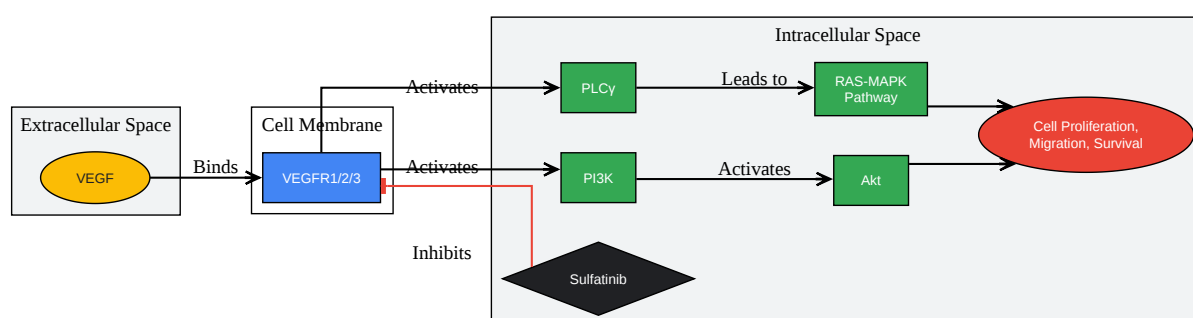 Intracellular Space
Activates
PLCγ
Leads to
RAS-MAPK
Pathway
Extracellular Space
Cell Membrane
Cell Proliferation,
Migration, Survival
VEGF
Binds
VEGFR1/2/3
Activates
PI3K
Activates
Akt
Inhibits
Sulfatinib